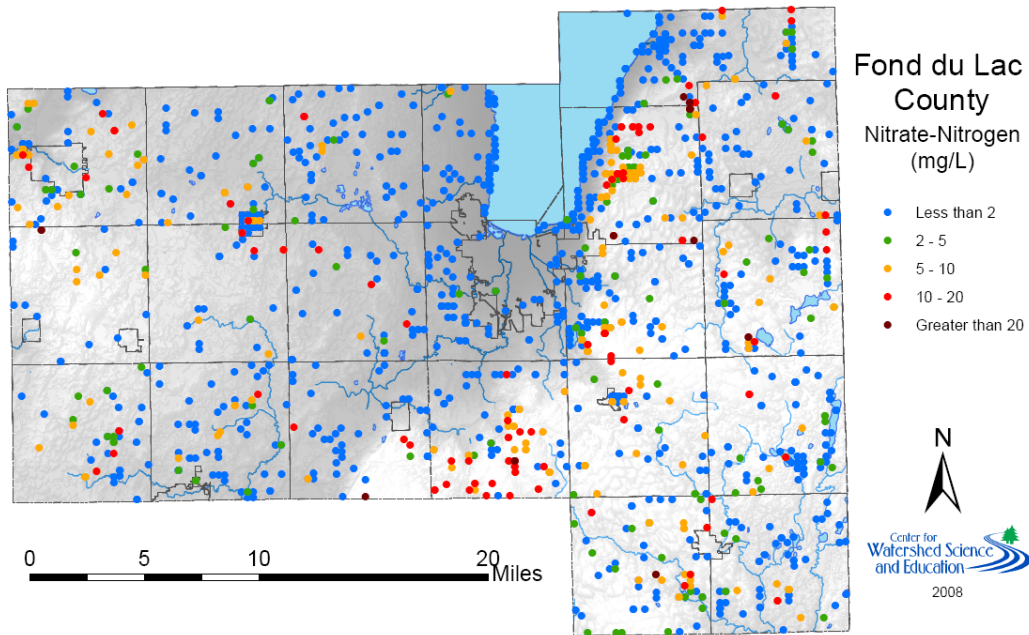 Fond du Lac
County
Nitrate-Nitrogen
(mg/L)
Less than 2
2 - 5
5 - 10
10 - 20
Greater than 20
N
Center for
Watershed Science
and Education
2008
0 5 10 20 Miles